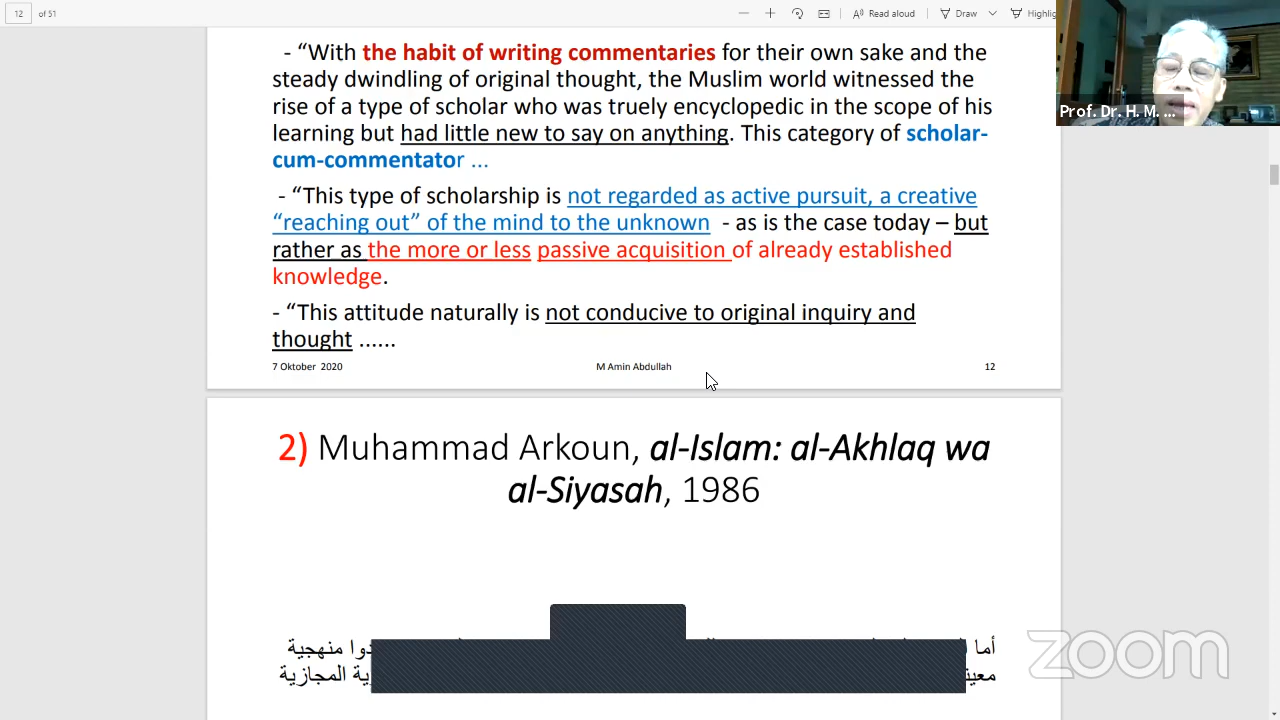 12 of 51
Read aloud
Draw
Prof. Dr. H. M. ...
- “With the habit of writing commentaries for their own sake and the
steady dwindling of original thought, the Muslim world witnessed the
rise of a type of scholar who was truely encyclopedic in the scope of his
learning but had little new to say on anything. This category of scholar-
cum-commentator ...
- “This type of scholarship is not regarded as active pursuit, a creative
“reaching out” of the mind to the unknown - as is the case today – but
rather as the more or less passive acquisition of already established
knowledge.
- “This attitude naturally is not conducive to original inquiry and
thought ......
7 Oktober 2020 M Amin Abdullah 12
2) Muhammad Arkoun, al-Islam: al-Akhlaq wa
al-Siyasah, 1986
أما منهجية
المجازية
zoom